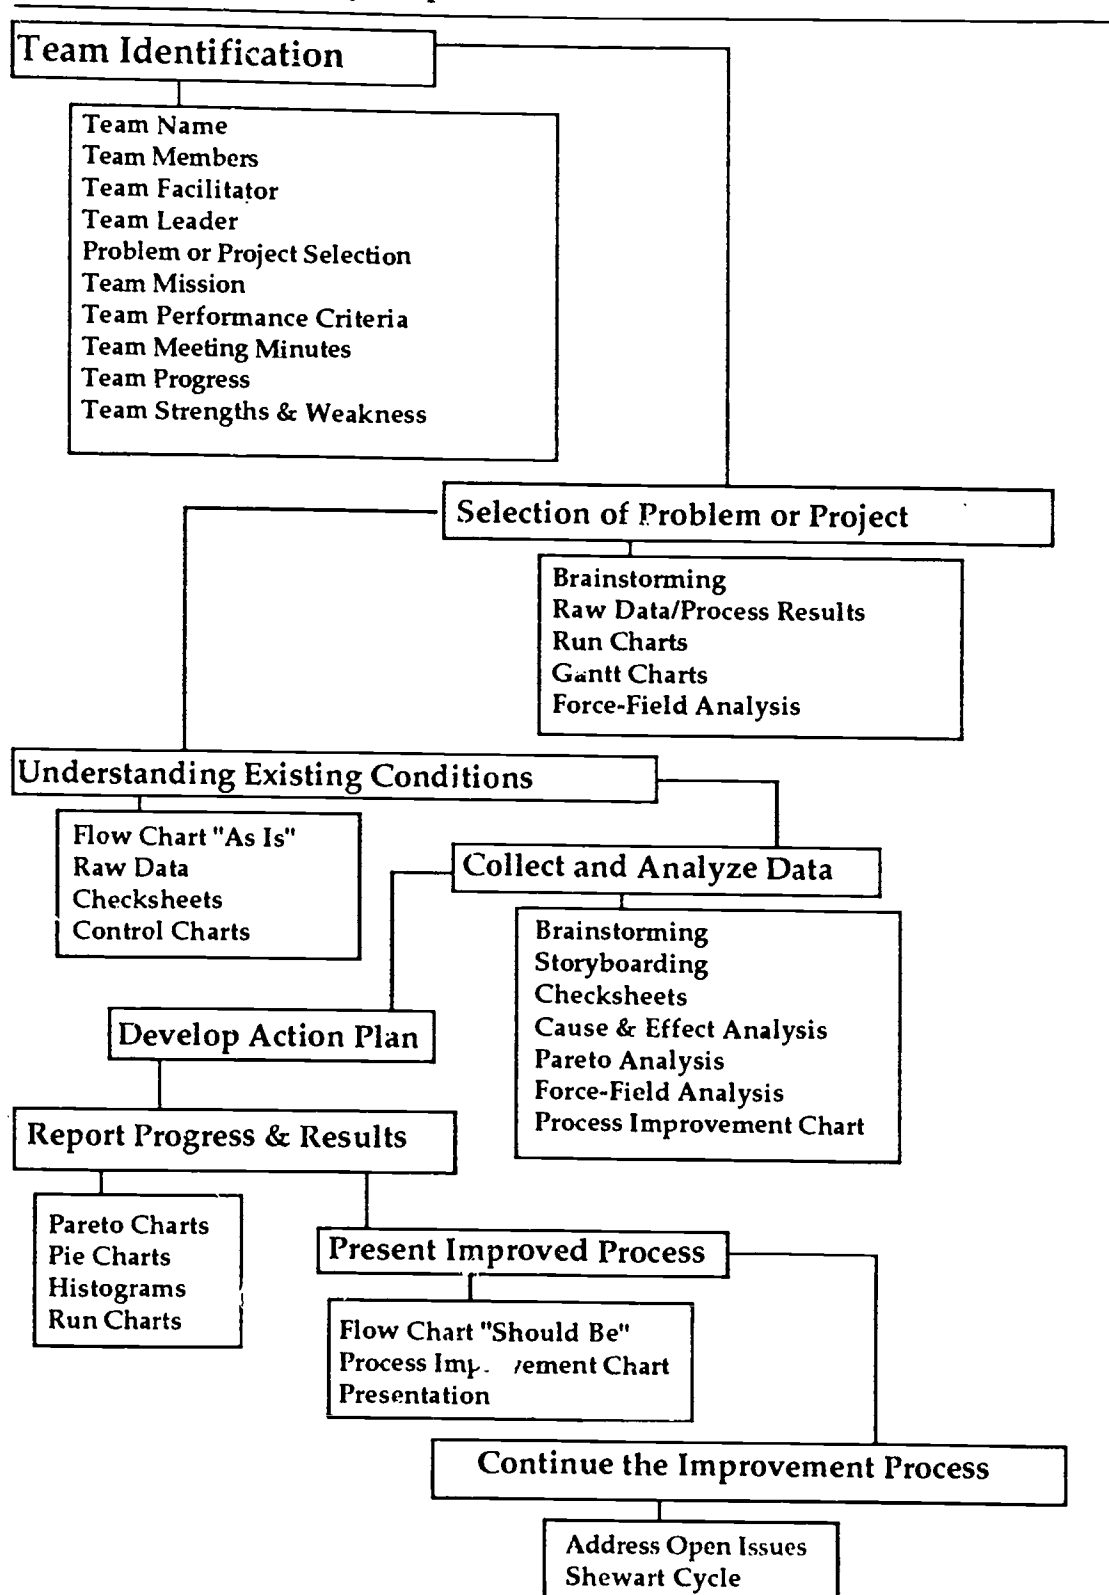 Team Identification
Team Name
Team Members
Team Facilitator
Team Leader
Problem or Project Selection
Team Mission
Team Performance Criteria
Team Meeting Minutes
Team Progress
Team Strengths & Weakness
Selection of Problem or Project
Brainstorming
Raw Data/Process Results
Run Charts
Gantt Charts
Force-Field Analysis
Understanding Existing Conditions
Flow Chart "As Is"
Raw Data
Checksheets
Control Charts
Collect and Analyze Data
Brainstorming
Storyboarding
Checksheets
Cause & Effect Analysis
Pareto Analysis
Force-Field Analysis
Process Improvement Chart
Develop Action Plan
Report Progress & Results
Pareto Charts
Pie Charts
Histograms
Run Charts
Present Improved Process
Flow Chart "Should Be"
Process Improvement Chart
Presentation
Continue the Improvement Process
Address Open Issues
Shewart Cycle